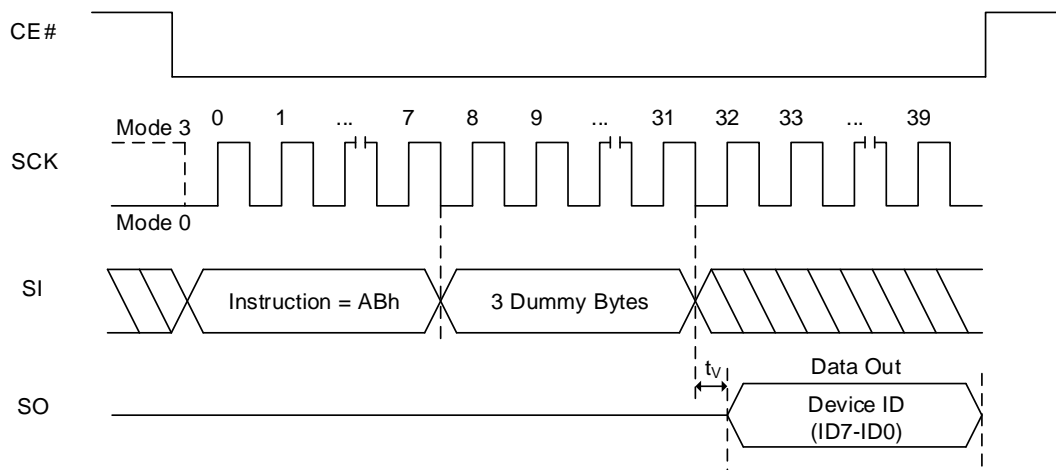 CE#
0 1 ... 7 8 9 ... 31 32 33 ... 39
Mode 3
SCK
Mode 0
SI
Instruction = ABh
3 Dummy Bytes
tV
Data Out
SO
Device ID
(ID7-ID0)